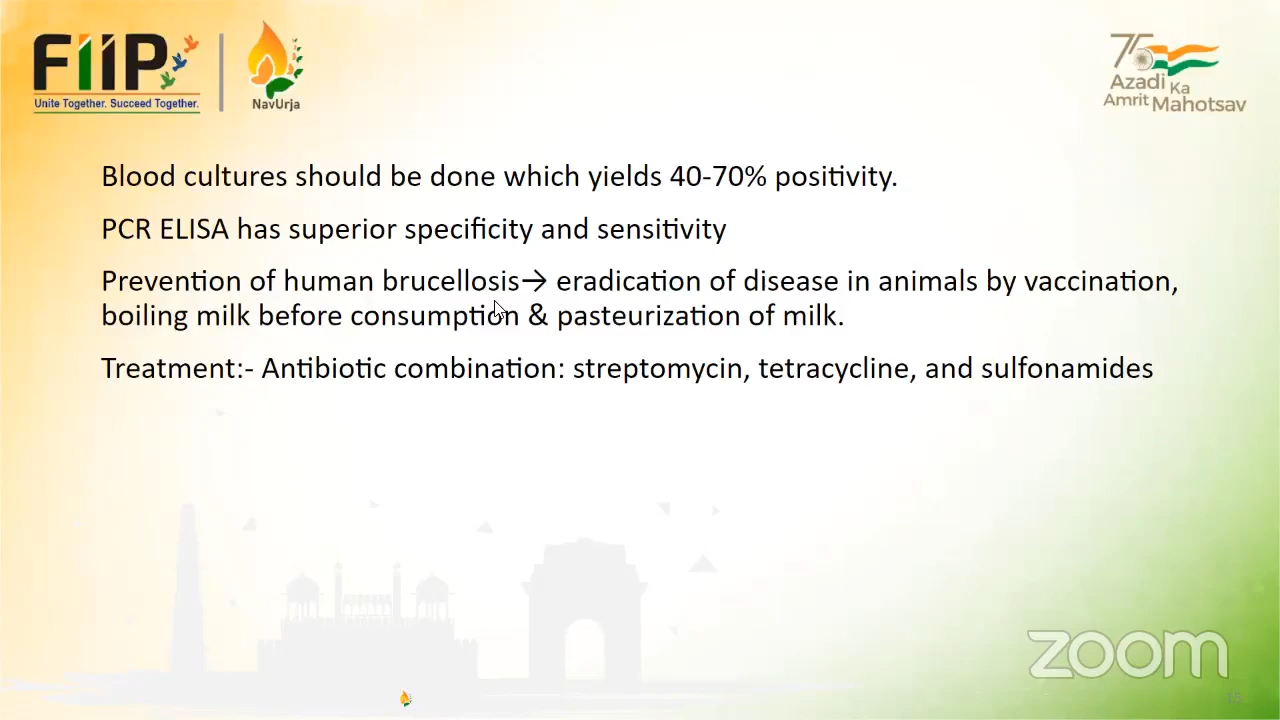 FIIP
Unite Together. Succeed Together.
NavUrja
75
Azadi Ka
Amrit Mahotsav
Blood cultures should be done which yields 40-70% positivity.
PCR ELISA has superior specificity and sensitivity
Prevention of human brucellosis→ eradication of disease in animals by vaccination,
boiling milk before consumption & pasteurization of milk.
Treatment:- Antibiotic combination: streptomycin, tetracycline, and sulfonamides
zoom